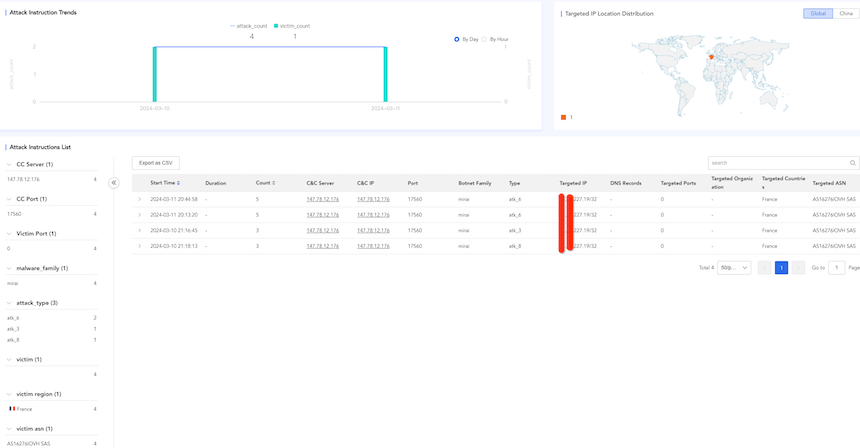 Attack Instruction Trends
attack_count victim_count
4 1
By Day By Hour
attack_count
victim_count
2
1
0
1
0
2024-03-10 2024-03-11
Targeted IP Location Distribution
Global China
1
Attack Instructions List
CC Server (1)
147.78.12.176 4
CC Port (1)
17560 4
Victim Port (1)
0 4
malware_family (1)
mirai 4
attack_type (3)
atk_6 2
atk_3 1
atk_8 1
victim (1)
4
victim region (1)
France 4
victim asn (1)
AS16276|OVH SAS 4
Export as CSV
search
Start Time Duration Count C&C Server C&C IP Port Botnet Family Type Targeted IP DNS Records Targeted Ports Targeted Organization Targeted Countries Targeted ASN
2024-03-11 20:44:58 - 5 147.78.12.176 147.78.12.176 17560 mirai atk_6 227.19/32 - 0 - France AS16276|OVH SAS
2024-03-11 20:13:20 - 5 147.78.12.176 147.78.12.176 17560 mirai atk_6 227.19/32 - 0 - France AS16276|OVH SAS
2024-03-10 21:16:45 - 3 147.78.12.176 147.78.12.176 17560 mirai atk_3 227.19/32 - 0 - France AS16276|OVH SAS
2024-03-10 21:18:13 - 3 147.78.12.176 147.78.12.176 17560 mirai atk_8 227.19/32 - 0 - France AS16276|OVH SAS
Total 4 50/p... 1 Go to 1 Page